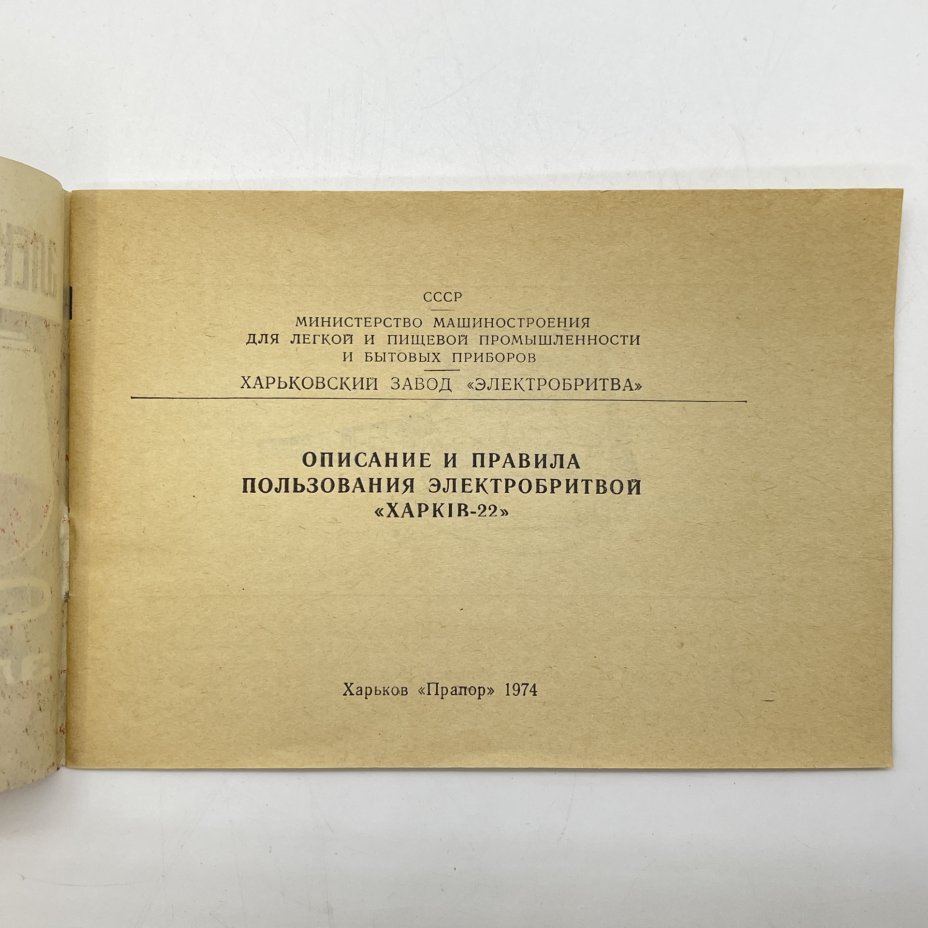 СССР
МИНИСТЕРСТВО МАШИНОСТРОЕНИЯ
ДЛЯ ЛЕГКОЙ И ПИЩЕВОЙ ПРОМЫШЛЕННОСТИ
И БЫТОВЫХ ПРИБОРОВ
ХАРЬКОВСКИЙ ЗАВОД «ЭЛЕКТРОБРИТВА»
ОПИСАНИЕ И ПРАВИЛА
ПОЛЬЗОВАНИЯ ЭЛЕКТРОБРИТВОЙ
«ХАРКІВ-22»
Харьков «Прапор» 1974